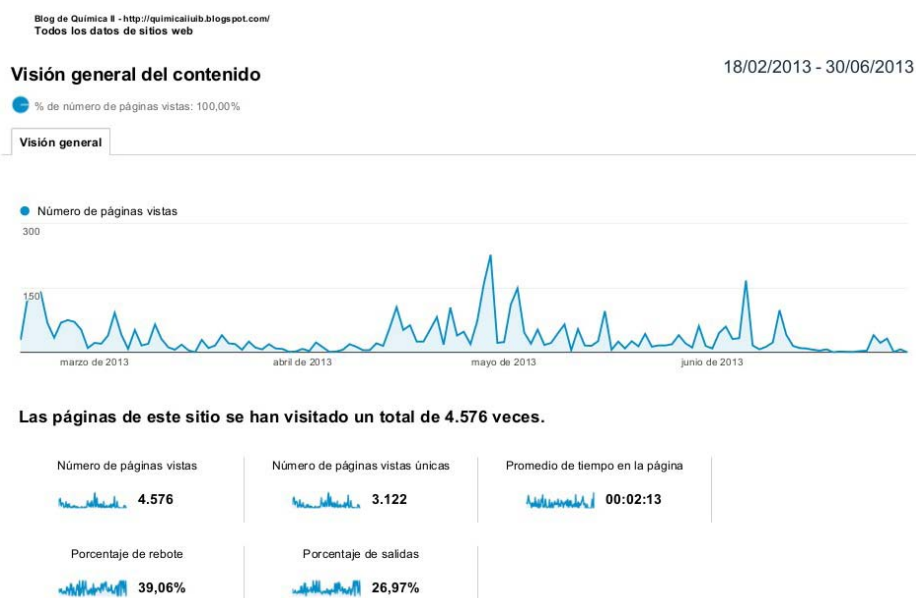 Blog de Química II - http://quimicaiiuib.blogspot.com/
Todos los datos de sitios web
Visión general del contenido
18/02/2013 - 30/06/2013
% de número de páginas vistas: 100,00%
Visión general
Número de páginas vistas
300
150
marzo de 2013 abril de 2013 mayo de 2013 junio de 2013
Las páginas de este sitio se han visitado un total de 4.576 veces.
Número de páginas vistas
4.576
Número de páginas vistas únicas
3.122
Promedio de tiempo en la página
00:02:13
Porcentaje de rebote
39,06%
Porcentaje de salidas
26,97%